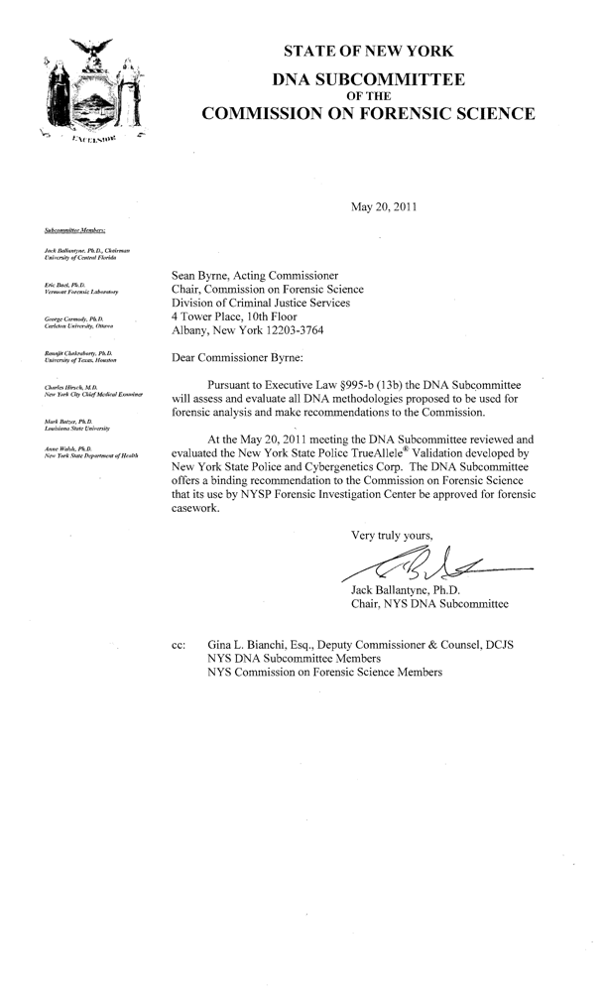 EXCELSIOR
STATE OF NEW YORK
DNA SUBCOMMITTEE
OF THE
COMMISSION ON FORENSIC SCIENCE
May 20, 2011
Subcommittee Members:
Jack Ballantyne, Ph.D., Chairman
University of Central Florida
Eric Buel, Ph.D.
Vermont Forensic Laboratory
George Carmody, Ph.D.
Carleton University, Ottawa
Ranajit Chakraborty, Ph.D.
University of Texas, Houston
Charles Hirsch, M.D.
New York City Chief Medical Examiner
Mark Batzer, Ph.D.
Louisiana State University
Anne Walsh, Ph.D.
New York State Department of Health
Sean Byrne, Acting Commissioner
Chair, Commission on Forensic Science
Division of Criminal Justice Services
4 Tower Place, 10th Floor
Albany, New York 12203-3764
Dear Commissioner Byrne:
Pursuant to Executive Law §995-b (13b) the DNA Subcommittee
will assess and evaluate all DNA methodologies proposed to be used for
forensic analysis and make recommendations to the Commission.
At the May 20, 2011 meeting the DNA Subcommittee reviewed and
evaluated the New York State Police TrueAllele® Validation developed by
New York State Police and Cybergenetics Corp. The DNA Subcommittee
offers a binding recommendation to the Commission on Forensic Science
that its use by NYSP Forensic Investigation Center be approved for forensic
casework.
Very truly yours,
Jack Ballantyne, Ph.D.
Chair, NYS DNA Subcommittee
cc: Gina L. Bianchi, Esq., Deputy Commissioner & Counsel, DCJS
NYS DNA Subcommittee Members
NYS Commission on Forensic Science Members